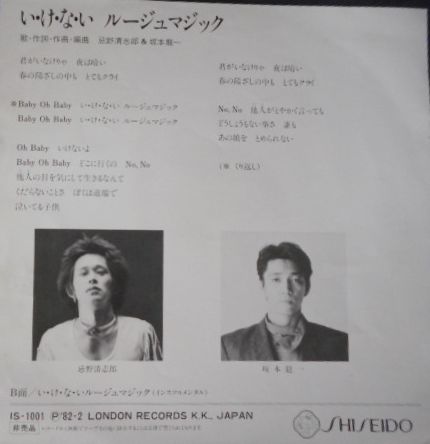 い・け・な・い ルージュマジック
歌・作詞・作曲・編曲 忌野清志郎 & 坂本龍一
君がいなけりゃ 夜は暗い
春の陽ざしの中も とてもクライ
※Baby Oh Baby い・け・な・い ルージュマジック
Baby Oh Baby い・け・な・い ルージュマジック
Oh Baby いけないよ
Baby Oh Baby どこに行くの No, No
他人の目を気にして生きるなんて
くだらないことさ ぼくは道端で
泣いてる子供
君がいなけりゃ 夜は暗い
春の陽ざしの中も とてもクライ
No, No 他人がとやかく言っても
どうしようもない 誰も
あの娘を とめられない
(※ くり返し)
忌野清志郎
坂本龍一
B面/い・け・な・い ルージュマジック (インストゥルメンタル)
IS-1001 Ⓟ'82-2 LONDON RECORDS K.K., JAPAN
非売品
SHISEIDO